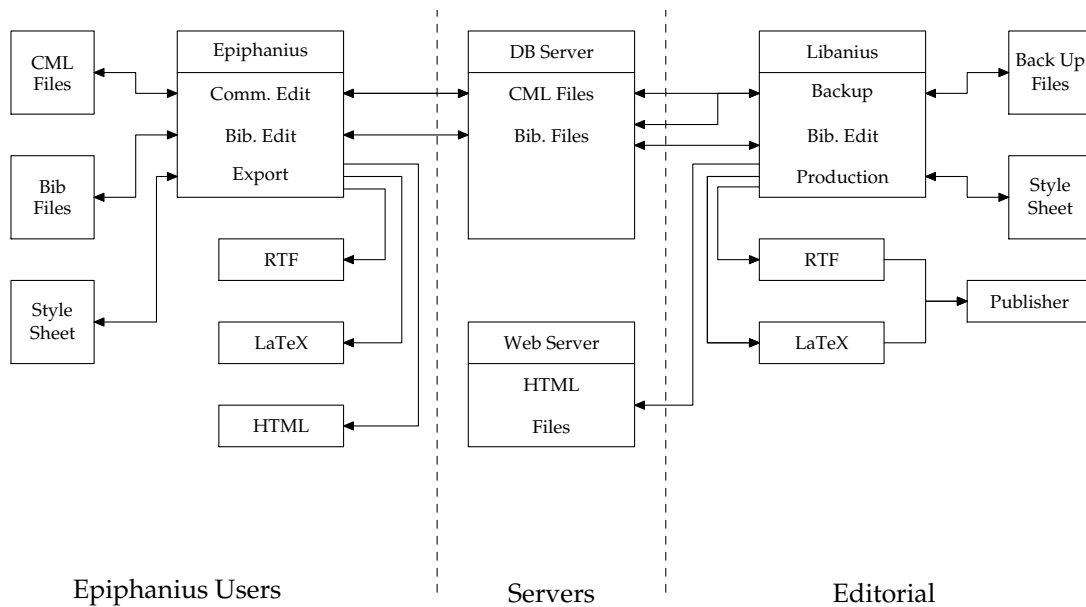 CML
Files
Bib
Files
Style
Sheet
Epiphanius
Comm. Edit
Bib. Edit
Export
RTF
LaTeX
HTML
DB Server
CML Files
Bib. Files
Web Server
HTML
Files
Libanius
Backup
Bib. Edit
Production
RTF
LaTeX
Back Up
Files
Style
Sheet
Publisher
Epiphanius Users
Servers
Editorial